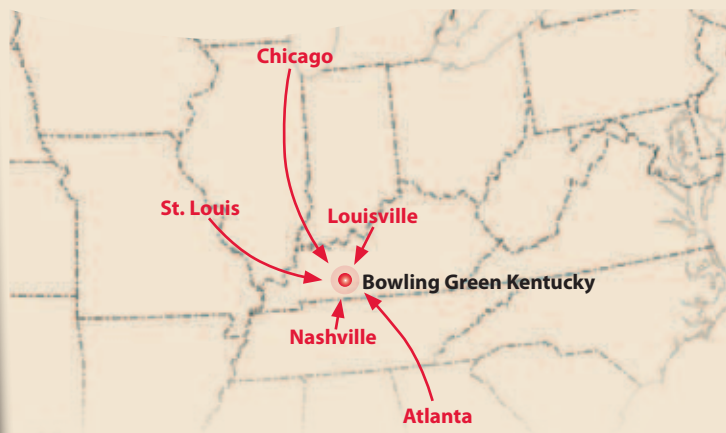 Chicago
St. Louis
Louisville
Bowling Green Kentucky
Nashville
Atlanta